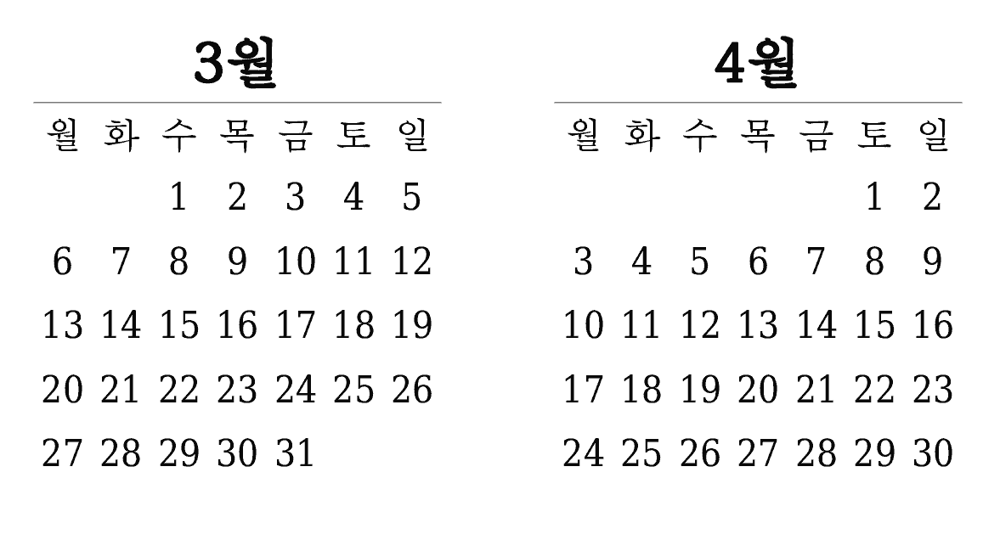 3월
월 화 수 목 금 토 일
1 2 3 4 5
6 7 8 9 10 11 12
13 14 15 16 17 18 19
20 21 22 23 24 25 26
27 28 29 30 31
4월
월 화 수 목 금 토 일
1 2
3 4 5 6 7 8 9
10 11 12 13 14 15 16
17 18 19 20 21 22 23
24 25 26 27 28 29 30